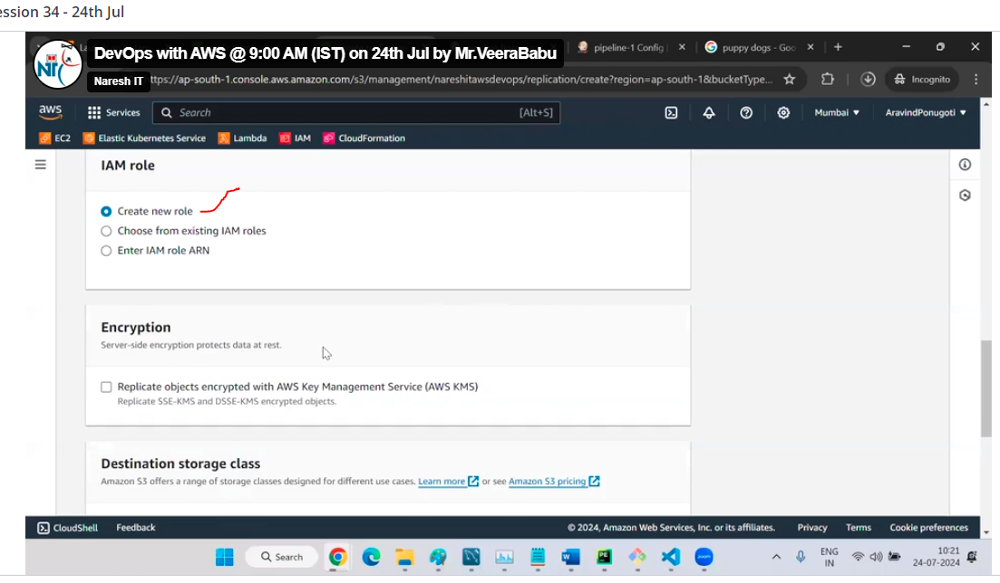 ession 34 - 24th Jul
DevOps with AWS @ 9:00 AM (IST) on 24th Jul by Mr.VeeraBabu
pipeline-1 Config
puppy dogs - Goo
Naresh IT
ttps://ap-south-1.console.aws.amazon.com/s3/management/nareshitawsdevops/replication/create?region=ap-south-1&bucketType...
Incognito
aws
Services
Search
[Alt+S]
Mumbai
AravindPonugoti
EC2
Elastic Kubernetes Service
Lambda
IAM
CloudFormation
IAM role
Create new role
Choose from existing IAM roles
Enter IAM role ARN
Encryption
Server-side encryption protects data at rest.
Replicate objects encrypted with AWS Key Management Service (AWS KMS)
Replicate SSE-KMS and DSSE-KMS encrypted objects.
Destination storage class
Amazon S3 offers a range of storage classes designed for different use cases. Learn more or see Amazon S3 pricing
CloudShell
Feedback
© 2024, Amazon Web Services, Inc. or its affiliates.
Privacy
Terms
Cookie preferences
Search
ENG
IN
10:21
24-07-2024